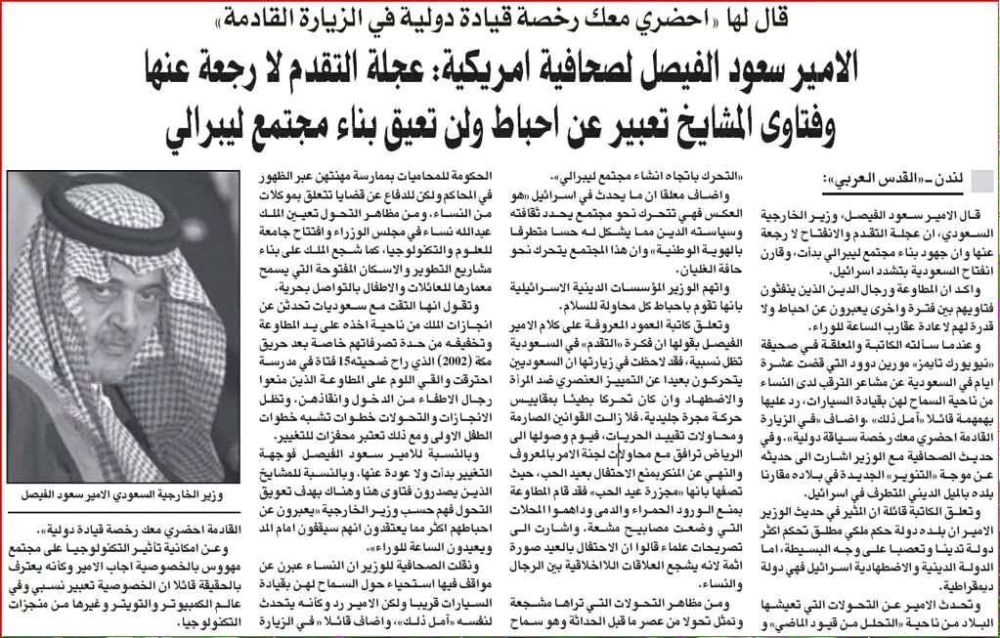 قال لها «احضري معك رخصة قيادة دولية في الزيارة القادمة»
الامير سعود الفيصل لصحافية امريكية: عجلة التقدم لا رجعة عنها
وفتاوى المشايخ تعبير عن احباط ولن تعيق بناء مجتمع ليبرالي
لندن ـ «القدس العربي»:
قال الامير سعود الفيصل، وزير الخارجية
السعودي، ان عجلة التقدم والانفتاح لا رجعة
عنها وان جهود بناء مجتمع ليبرالي بدأت، وقارن
انفتاح السعودية بتشدد اسرائيل.
واكد ان المطاوعة ورجال الدين الذين ينفثون
فتاويهم بين فترة واخرى يعبرون عن احباط ولا
قدرة لهم لاعادة عقارب الساعة للوراء.
وعندما سألته الكاتبة والمعلقة في صحيفة
«نيويورك تايمز» مورين دوود التي قضت عشرة
ايام في السعودية عن مشاعر الترقب لدى النساء
من ناحية السماح لهن بقيادة السيارات، رد عليها
بهمهمة قائلا «آمل ذلك»، واضاف «في الزيارة
القادمة احضري معك رخصة سياقة دولية». وفي
حديث الصحافية مع الوزير اشارت الى حديثه
عن موجة «التنوير» الجديدة في بلاده مقارنا
بلده بالميل الديني المتطرف في اسرائيل.
وتعلق الكاتبة قائلة ان المثير في حديث الوزير
الامير ان بلده دولة حكم ملكي مطلق تحكم اكثر
دولة تدينا وتعصبا على وجه البسيطة، اما
الدولة الدينية والاضطهادية اسرائيل فهي دولة
ديمقراطية.
وتحدث الامير عن التحولات التي تعيشها
البلاد من ناحية «التحلل من قيود الماضي» و
«التحرك باتجاه انشاء مجتمع ليبرالي».
واضاف معلقا ان ما يحدث في اسرائيل «هو
العكس فهي تتحرك نحو مجتمع يحدد ثقافته
وسياسته الدين مما يشكل له حسا متطرفا
بالهوية الوطنية» وان هذا المجتمع يتحرك نحو
حافة الغليان.
واتهم الوزير المؤسسات الدينية الاسرائيلية
بانها تقوم باحباط كل محاولة للسلام.
وتعلق كاتبة العمود المعروفة على كلام الامير
الفيصل بقولها ان فكرة «التقدم» في السعودية
تظل نسبية، فقد لاحظت في زيارتها ان السعوديين
يتحركون بعيدا عن التمييز العنصري ضد المرأة
والاضطهاد وان كان تحركا بطيئا بمقاييس
حركة مجرة جليدية. فلا زالت القوانين الصارمة
ومحاولات تقييد الحريات، فيوم وصولها الى
الرياض ترافق مع محاولات لجنة الامر بالمعروف
والنهي عن المنكر بمنع الاحتفال بعيد الحب، حيث
تصفها بانها «مجزرة عيد الحب» فقد قام المطاوعة
بمنع الورود الحمراء والدمى وداهموا المحلات
التي وضعت مصابيح مشعة. واشارت الى
تصريحات علماء قالوا ان الاحتفال بالعيد صورة
اثمة لانه يشجع العلاقات اللااخلاقية بين الرجال
والنساء.
ومن مظاهر التحولات التي تراها مشجعة
وتمثل تحولا من عصر ما قبل الحداثة وهو سماح
الحكومة للمحاميات بممارسة مهنتهن عبر الظهور
في المحاكم ولكن للدفاع عن قضايا تتعلق بموكلات
من النساء. ومن مظاهر التحول تعيين الملك
عبدالله نساء في مجلس الوزراء وافتتاح جامعة
للعلوم والتكنولوجيا، كما شجع الملك على بناء
مشاريع التطوير والاسكان المفتوحة التي يسمح
معمارها للعائلات والاطفال بالتواصل بحرية.
وتقول انها التقت مع سعوديات تحدثن عن
انجازات الملك من ناحية اخذه على يد المطاوعة
وتخفيفه من حدة تصرفاتهم خاصة بعد حريق
مكة (2002) الذي راح ضحيته 15 فتاة في مدرسة
احترقت والقي اللوم على المطاوعة الذين منعوا
رجال الاطفاء من الدخول وانقاذهن. وتظل
الانجازات والتحولات خطوات تشبه خطوات
الطفل الاولى ومع ذلك تعتبر محفزات للتغيير.
وبالنسبة للامير سعود الفيصل فوجهة
التغيير بدأت ولا عودة عنها. وبالنسبة للمشايخ
الذين يصدرون فتاوى هنا وهناك بهدف تعويق
التحول فهم حسب وزير الخارجية «يعبرون عن
احباطهم اكثر مما يعتقدون انهم سيقفون امام المد
ويعيدون الساعة للوراء».
ونقلت الصحافية للوزير ان النساء عبرن عن
مواقف فيها استحياء حول السماح لهن بقيادة
السيارات قريبا ولكن الامير رد وكأنه يتحدث
لنفسه «آمل ذلك»، واضاف قائلا «في الزيارة
وزير الخارجية السعودي الامير سعود الفيصل
القادمة احضري معك رخصة قيادة دولية».
وعن امكانية تأثير التكنولوجيا على مجتمع
مهووس بالخصوصية اجاب الامير وكأنه يعترف
بالحقيقة قائلا ان الخصوصية تعبير نسبي وفي
عالم الكمبيوتر والتويتر وغيرها من منجزات
التكنولوجيا.